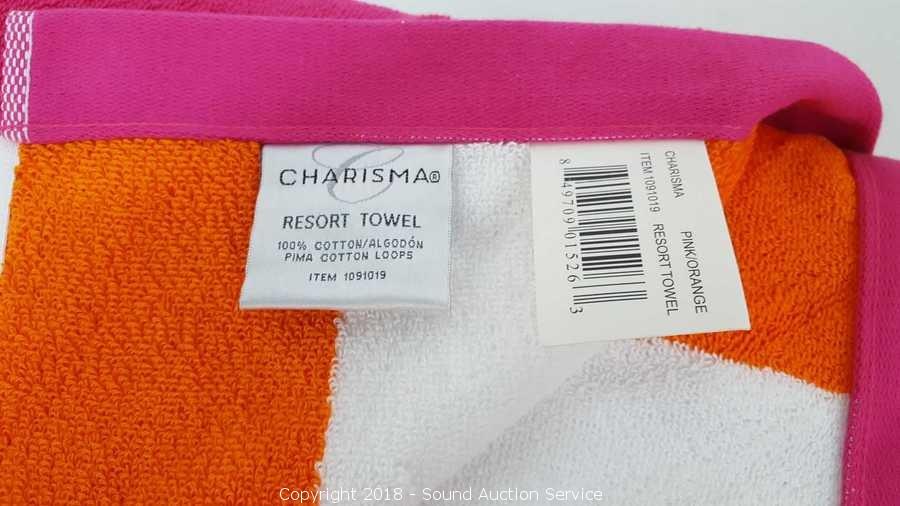 CHARISMA®
RESORT TOWEL
100% COTTON/ALGODÓN
PIMA COTTON LOOPS
ITEM 1091019
CHARISMA PINK/ORANGE
ITEM 1091019 RESORT TOWEL
8 49709 01526 3
Copyright 2018 - Sound Auction Service